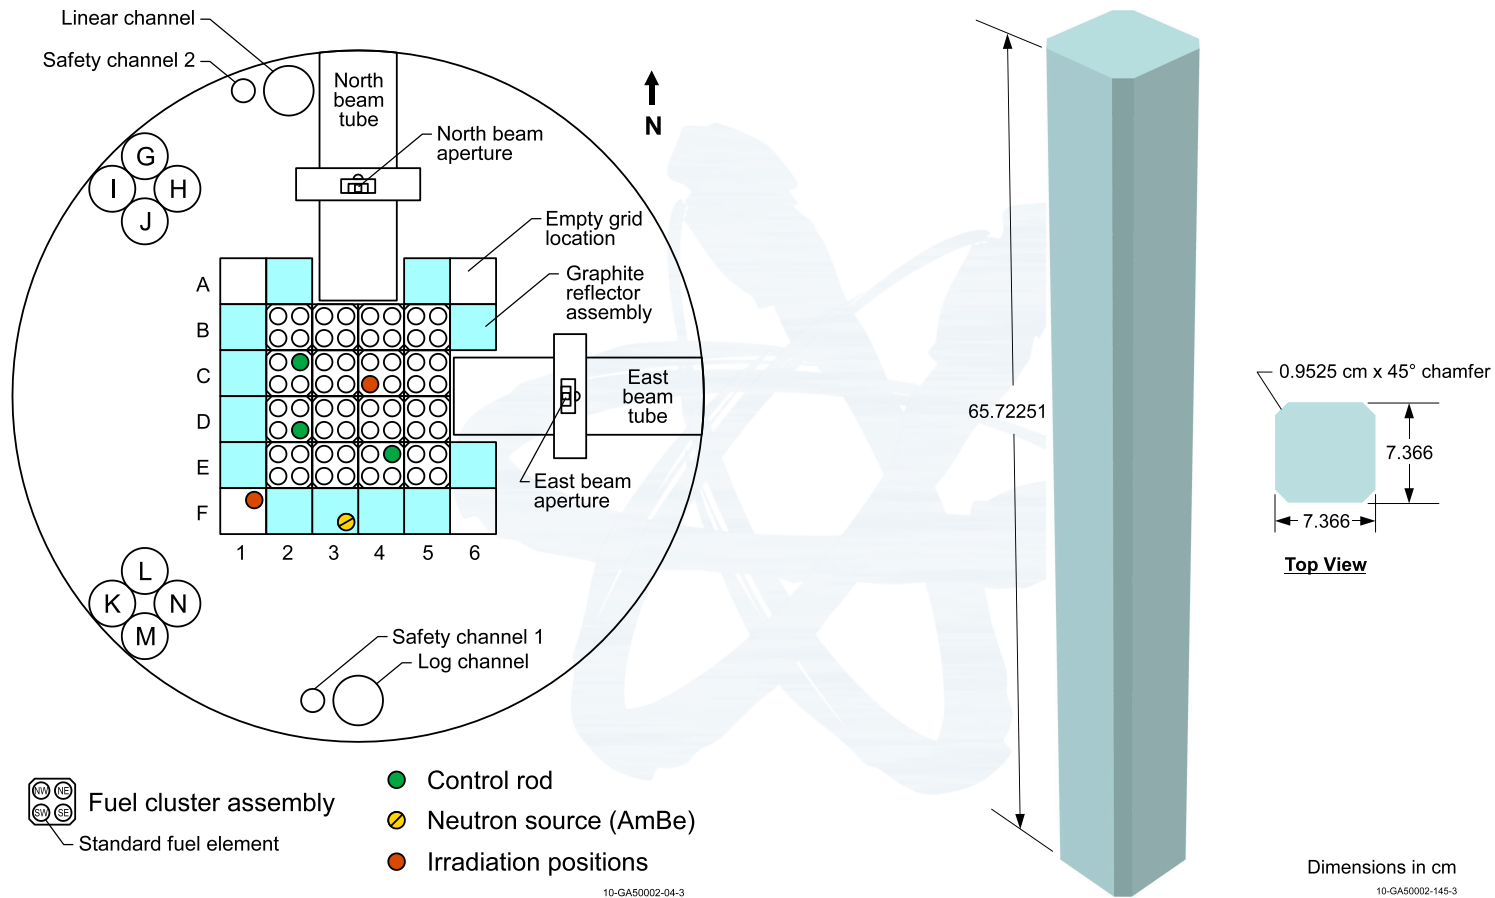 Linear channel
Safety channel 2
North
beam
tube
N
North beam
aperture
G
I
H
J
Empty grid
location
Graphite
reflector
assembly
A
B
C
D
E
F
1 2 3 4 5 6
East
beam
tube
East beam
aperture
L
K
N
M
Safety channel 1
Log channel
NW NE
SW SE
Fuel cluster assembly
Standard fuel element
Control rod
Neutron source (AmBe)
Irradiation positions
10-GA50002-04-3
65.72251
0.9525 cm x 45° chamfer
7.366
7.366
Top View
Dimensions in cm
10-GA50002-145-3